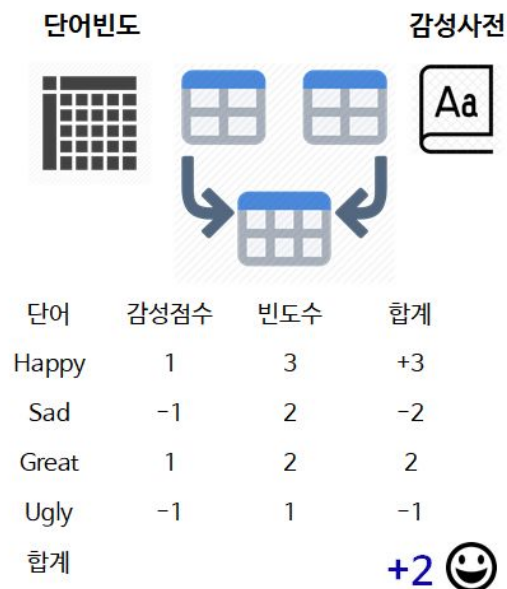 단어빈도 감성사전
Aa
단어 감성점수 빈도수 합계
Happy 1 3 +3
Sad -1 2 -2
Great 1 2 2
Ugly -1 1 -1
합계 +2